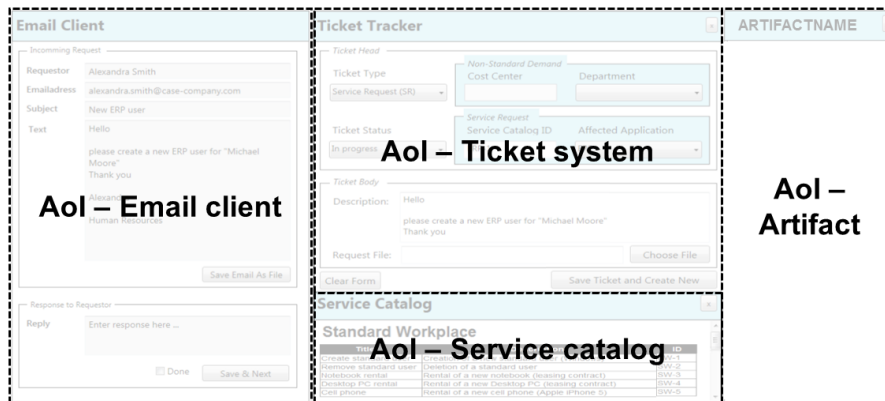 Email Client
Incomming Request
Requestor Alexandra Smith
Emailadress alexandra.smith@case-company.com
Subject New ERP user
Text Hello
please create a new ERP user for "Michael
Moore"
Thank you
AoI – Email client
Human Resources
Save Email As File
Response to Requestor
Reply Enter response here ...
Done Save & Next
Ticket Tracker
Ticket Head
Ticket Type
Service Request (SR)
Non-Standard Demand
Cost Center Department
Ticket Status
In progress
Service Request
Service Catalog ID Affected Application
AoI – Ticket system
Ticket Body
Description: Hello
please create a new ERP user for "Michael Moore"
Thank you
Request File: Choose File
Clear Form Save Ticket and Create New
Service Catalog
Standard Workplace
ID
AoI – Service catalog
Create standard SW-1
Remove standard user Deletion of a standard user SW-2
Notebook rental Rental of a new notebook (leasing contract) SW-3
Desktop PC rental Rental of a new Desktop PC (leasing contract) SW-4
Cell phone Rental of a new cell phone (Apple iPhone 5) SW-5
ARTIFACTNAME
AoI –
Artifact